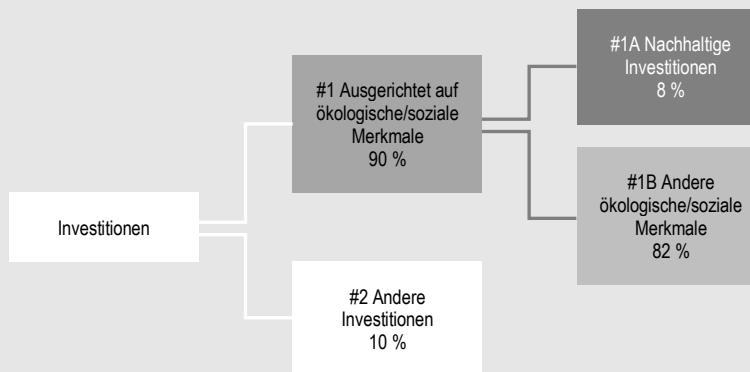 Investitionen
#1 Ausgerichtet auf
ökologische/soziale
Merkmale
90 %
#2 Andere
Investitionen
10 %
#1A Nachhaltige
Investitionen
8 %
#1B Andere
ökologische/soziale
Merkmale
82 %